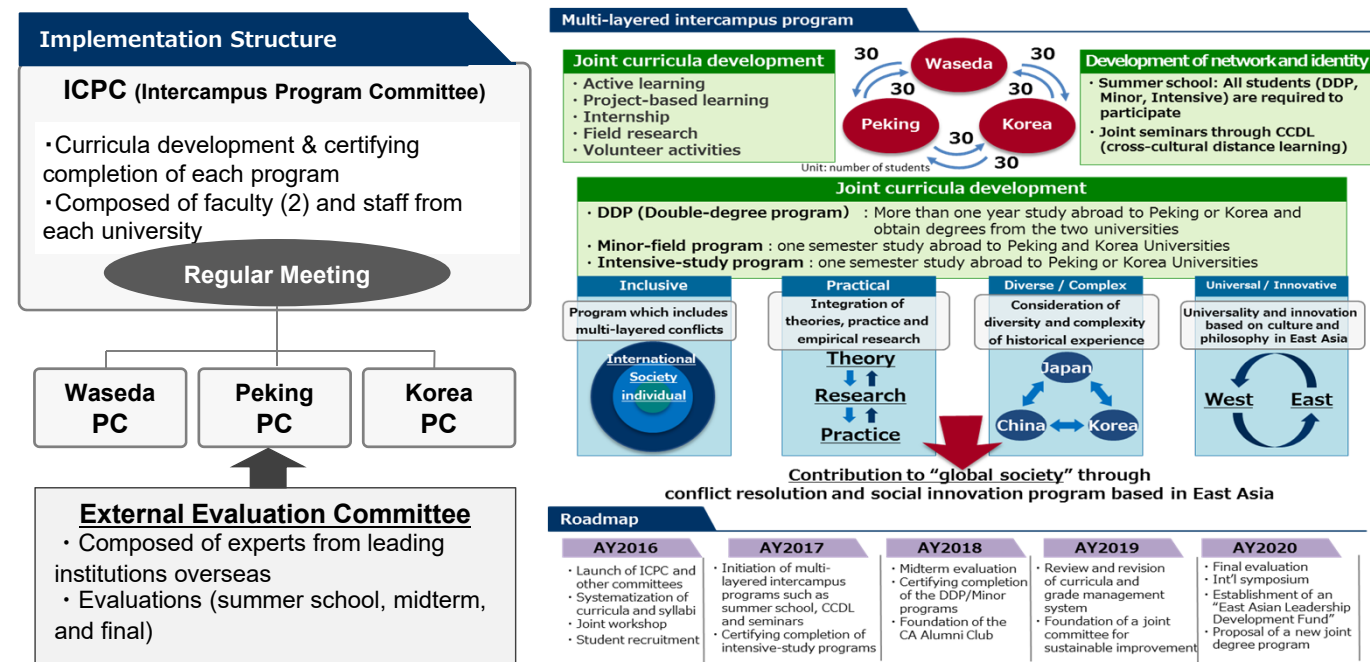 Implementation Structure
ICPC (Intercampus Program Committee)
・Curricula development & certifying
completion of each program
・Composed of faculty (2) and staff from
each university
Regular Meeting
Waseda
PC
Peking
PC
Korea
PC
External Evaluation Committee
・Composed of experts from leading
institutions overseas
・Evaluations (summer school, midterm,
and final)
Multi-layered intercampus program
Joint curricula development
・Active learning
・Project-based learning
・Internship
・Field research
・Volunteer activities
Waseda
Peking
Korea
30
30
30
30
30
30
Unit: number of students
Development of network and identity
・Summer school: All students (DDP,
Minor, Intensive) are required to
participate
・Joint seminars through CCDL
(cross-cultural distance learning)
Joint curricula development
・DDP (Double-degree program) : More than one year study abroad to Peking or Korea and
obtain degrees from the two universities
・Minor-field program : one semester study abroad to Peking and Korea Universities
・Intensive-study program : one semester study abroad to Peking or Korea Universities
Inclusive
Program which includes
multi-layered conflicts
International
Society
individual
Practical
Integration of
theories, practice and
empirical research
Theory
Research
Practice
Diverse / Complex
Consideration of
diversity and complexity
of historical experience
Japan
China
Korea
Universal / Innovative
Universality and innovation
based on culture and
philosophy in East Asia
West
East
Contribution to “global society” through
conflict resolution and social innovation program based in East Asia
Roadmap
AY2016
・Launch of ICPC and
other committees
・Systematization of
curricula and syllabi
・Joint workshop
・Student recruitment
AY2017
・Initiation of multi-
layered intercampus
programs such as
summer school, CCDL
and seminars
・Certifying completion of
intensive-study programs
AY2018
・Midterm evaluation
・Certifying completion
of the DDP/Minor
programs
・Foundation of the
CA Alumni Club
AY2019
・Review and revision
of curricula and
grade management
system
・Foundation of a joint
committee for
sustainable improvement
AY2020
・Final evaluation
・Int’l symposium
・Establishment of an
“East Asian Leadership
Development Fund”
・Proposal of a new joint
degree program